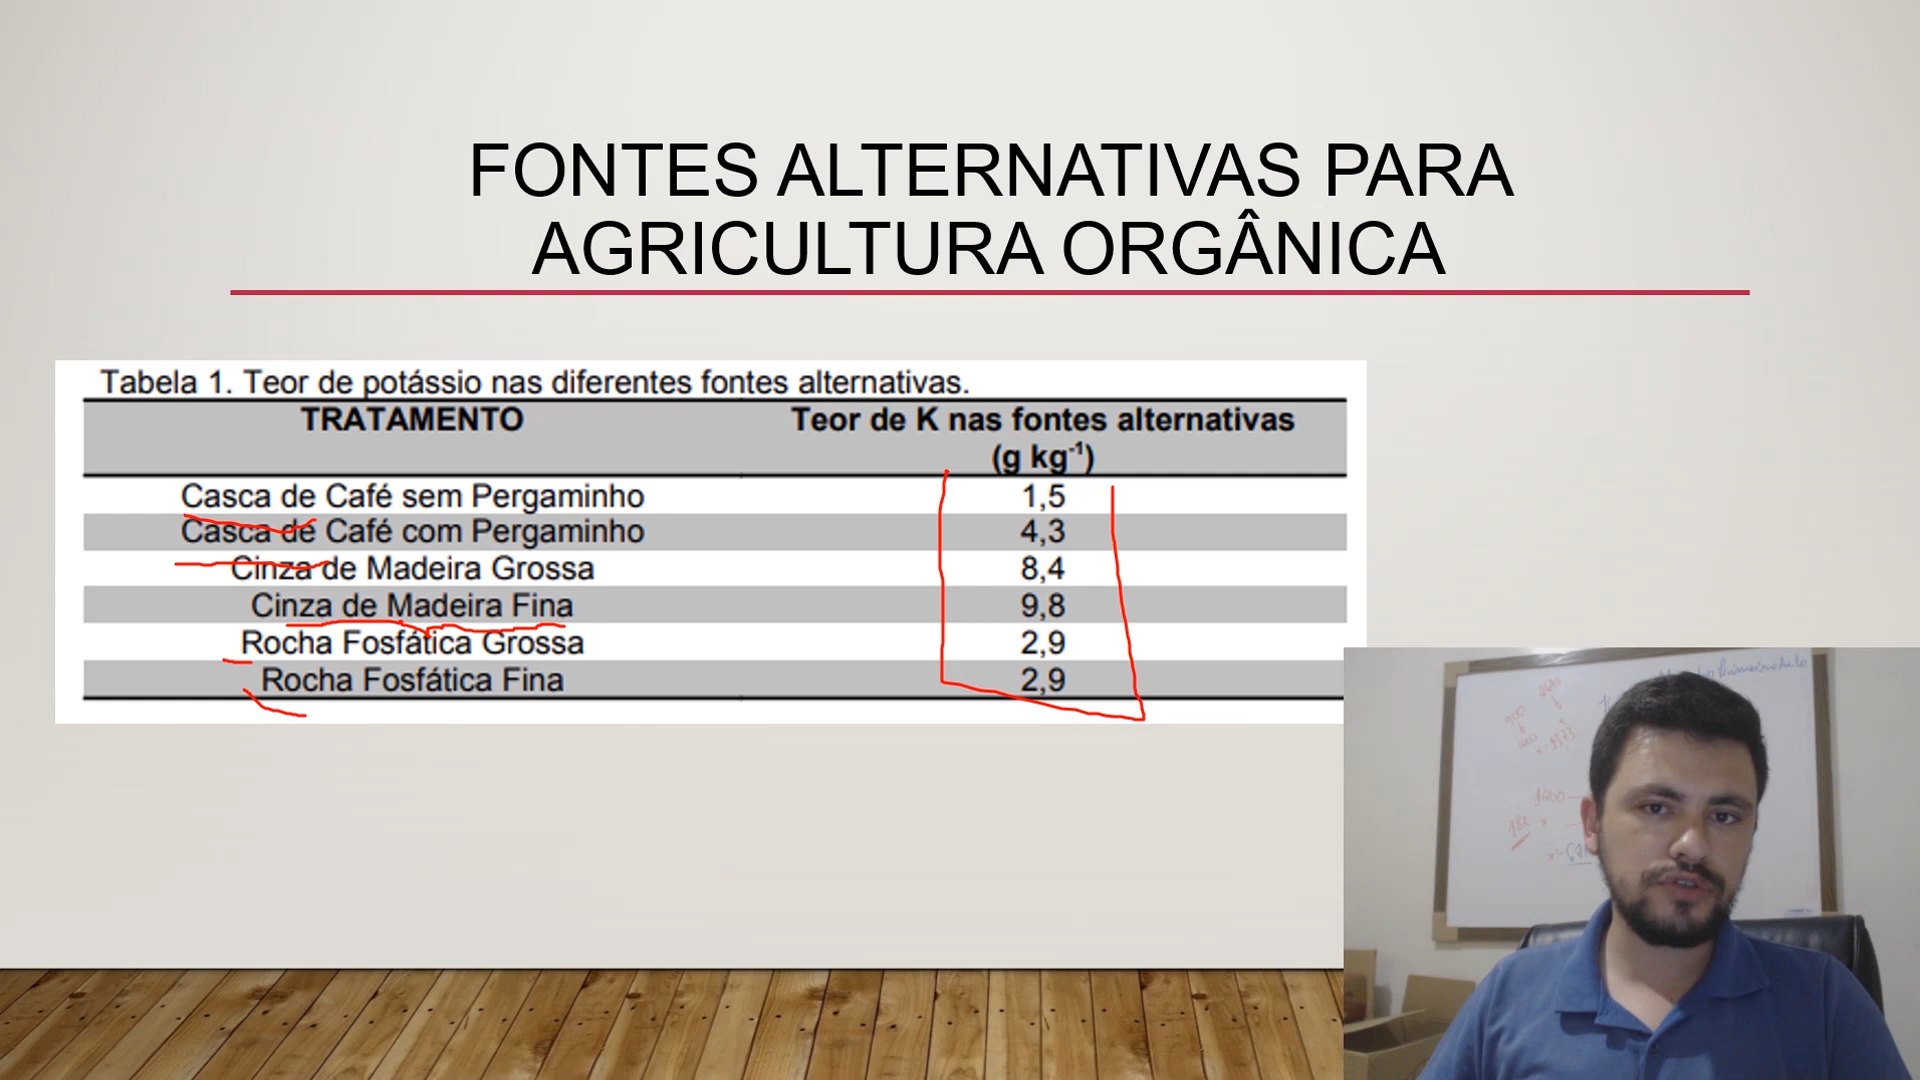 FONTES ALTERNATIVAS PARA
AGRICULTURA ORGÂNICA
Tabela 1. Teor de potássio nas diferentes fontes alternativas.
TRATAMENTO Teor de K nas fontes alternativas
(g kg-1)
Casca de Café sem Pergaminho 1,5
Casca de Café com Pergaminho 4,3
Cinza de Madeira Grossa 8,4
Cinza de Madeira Fina 9,8
Rocha Fosfática Grossa 2,9
Rocha Fosfática Fina 2,9
1400